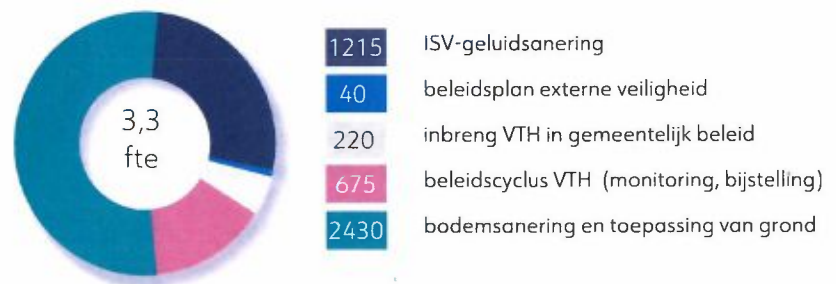 3,3
fte
1215 ISV-geluidsanering
40 beleidsplan externe veiligheid
220 inbreng VTH in gemeentelijk beleid
675 beleidscyclus VTH (monitoring, bijstelling)
2430 bodemsanering en toepassing van grond